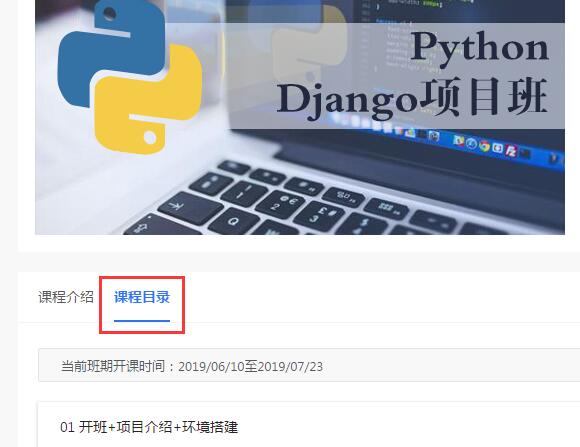 Python
Django项目班
课程介绍 课程目录
当前班期开课时间：2019/06/10至2019/07/23
01 开班+项目介绍+环境搭建